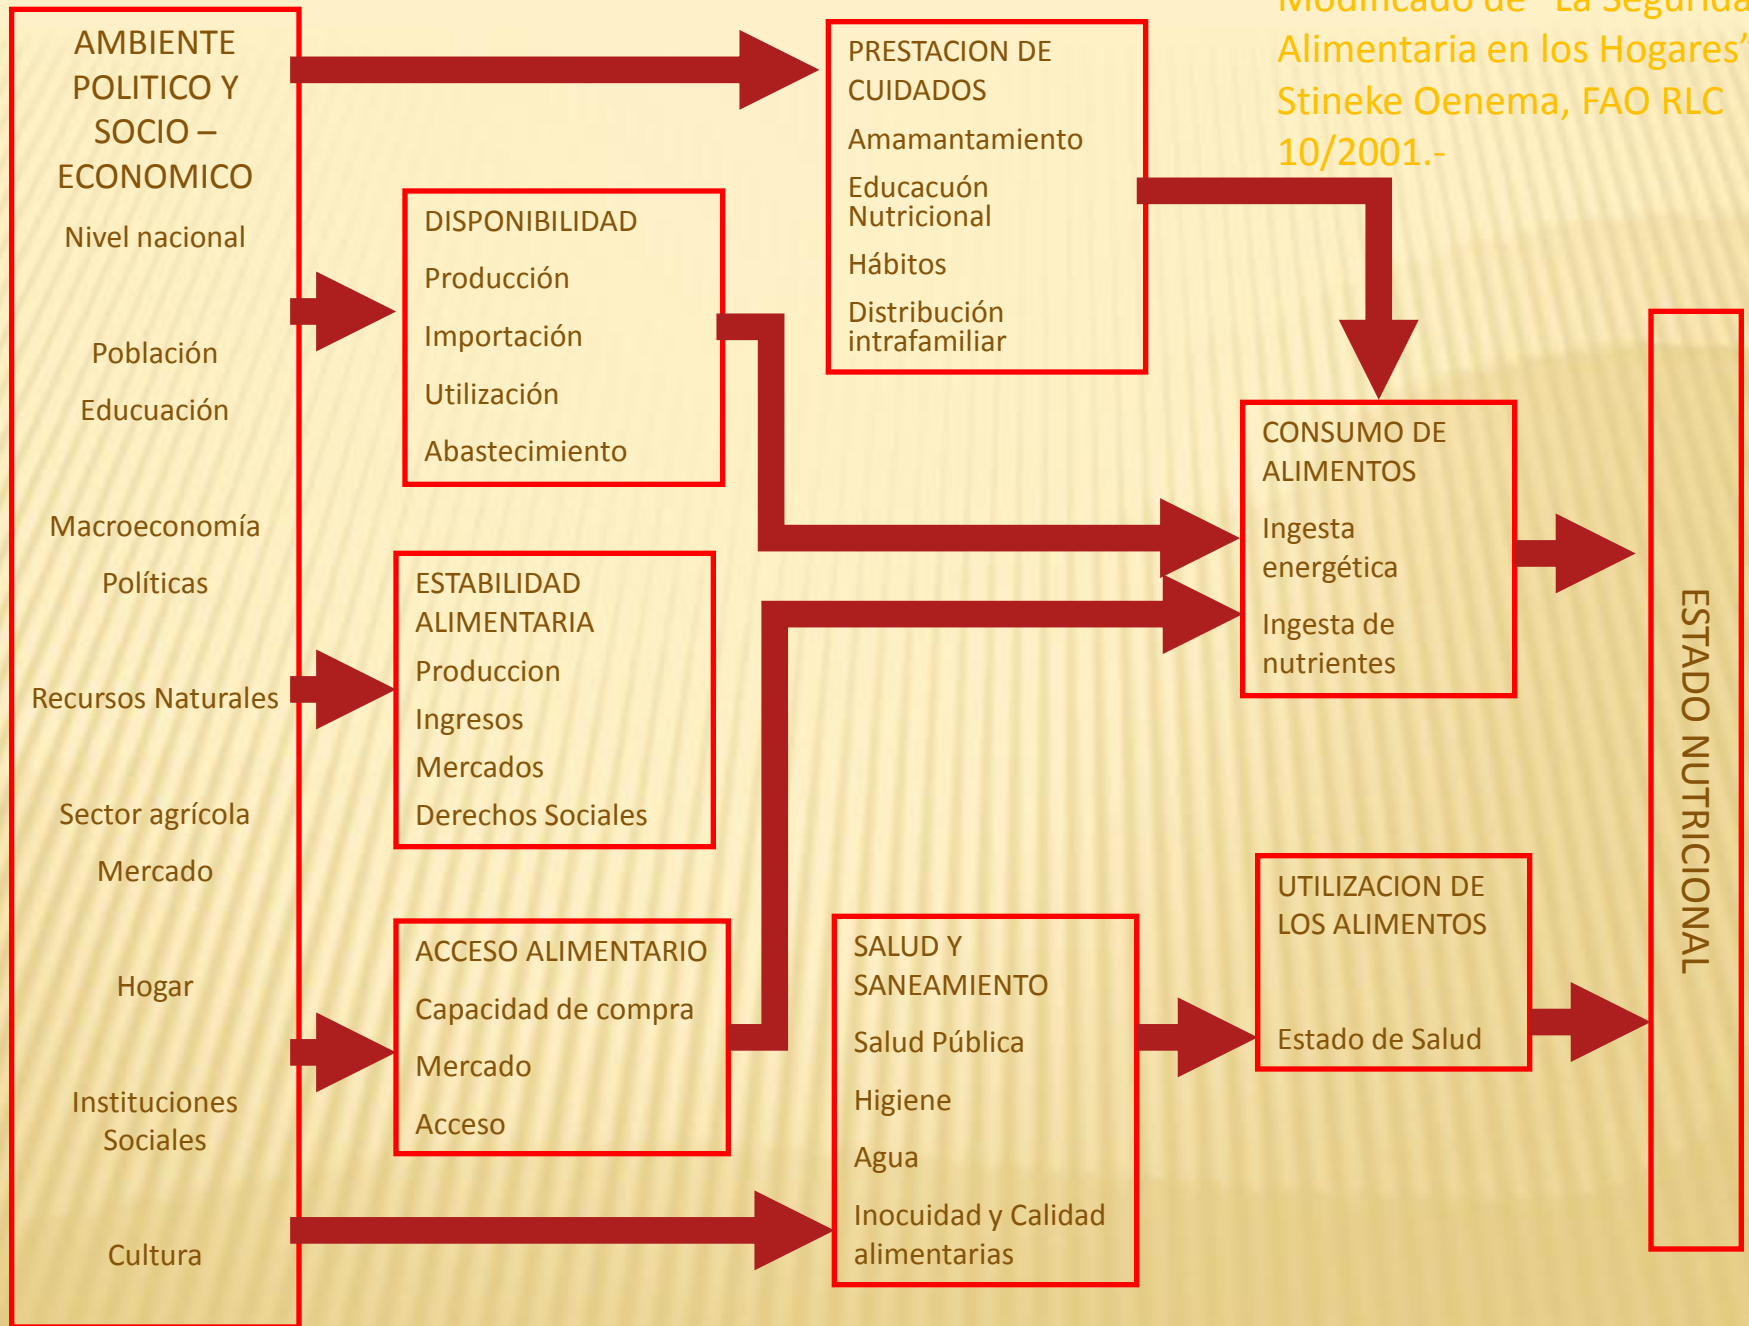 Modificado de "La Segurida
Alimentaria en los Hogares"
Stineke Oenema, FAO RLC
10/2001.-
AMBIENTE
POLITICO Y
SOCIO –
ECONOMICO
Nivel nacional
Población
Educuación
Macroeconomía
Políticas
Recursos Naturales
Sector agrícola
Mercado
Hogar
Instituciones
Sociales
Cultura
DISPONIBILIDAD
Producción
Importación
Utilización
Abastecimiento
ESTABILIDAD
ALIMENTARIA
Produccion
Ingresos
Mercados
Derechos Sociales
ACCESO ALIMENTARIO
Capacidad de compra
Mercado
Acceso
PRESTACION DE
CUIDADOS
Amamantamiento
Educacuón
Nutricional
Hábitos
Distribución
intrafamiliar
SALUD Y
SANEAMIENTO
Salud Pública
Higiene
Agua
Inocuidad y Calidad
alimentarias
CONSUMO DE
ALIMENTOS
Ingesta
energética
Ingesta de
nutrientes
UTILIZACION DE
LOS ALIMENTOS
Estado de Salud
ESTADO NUTRICIONAL